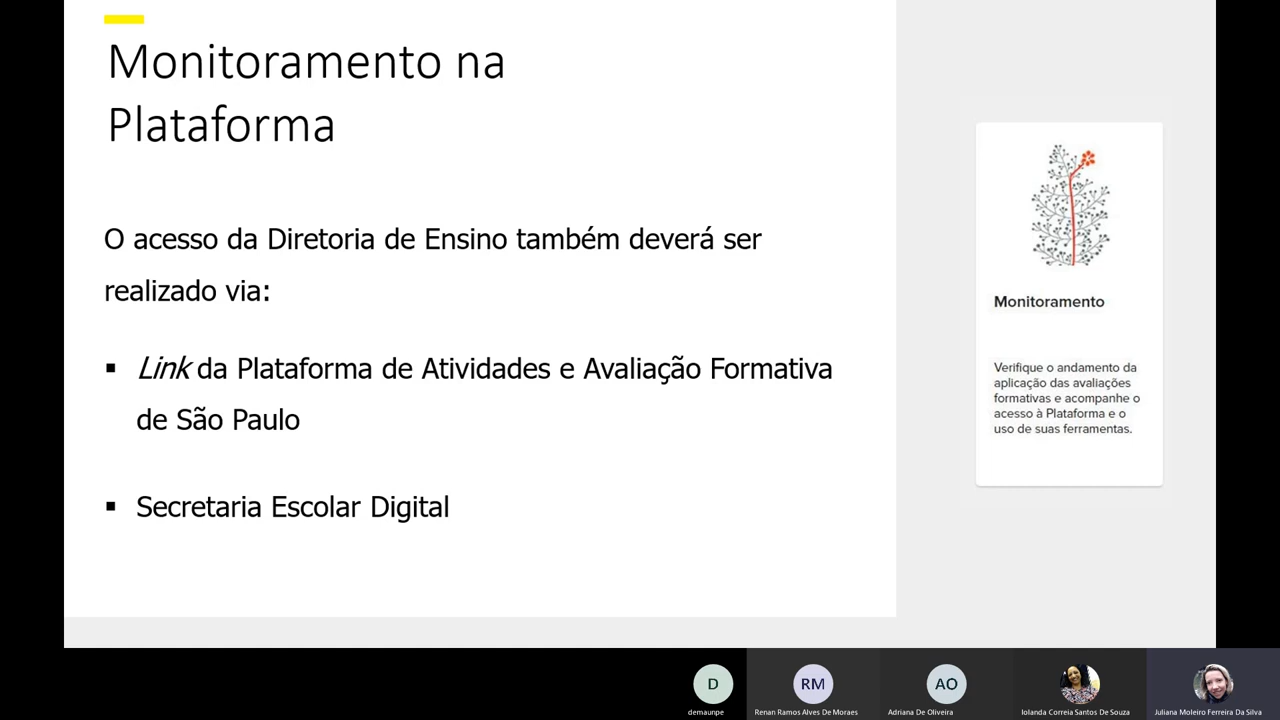 Monitoramento na
Plataforma
O acesso da Diretoria de Ensino também deverá ser
realizado via:
▪ Link da Plataforma de Atividades e Avaliação Formativa
de São Paulo
▪ Secretaria Escolar Digital
Monitoramento
Verifique o andamento da
aplicação das avaliações
formativas e acompanhe o
acesso à Plataforma e o
uso de suas ferramentas.
D
demaunpe
RM
Renan Ramos Alves De Moraes
AO
Adriana De Oliveira
Iolanda Correia Santos De Souza
Juliana Moleiro Ferreira Da Silva